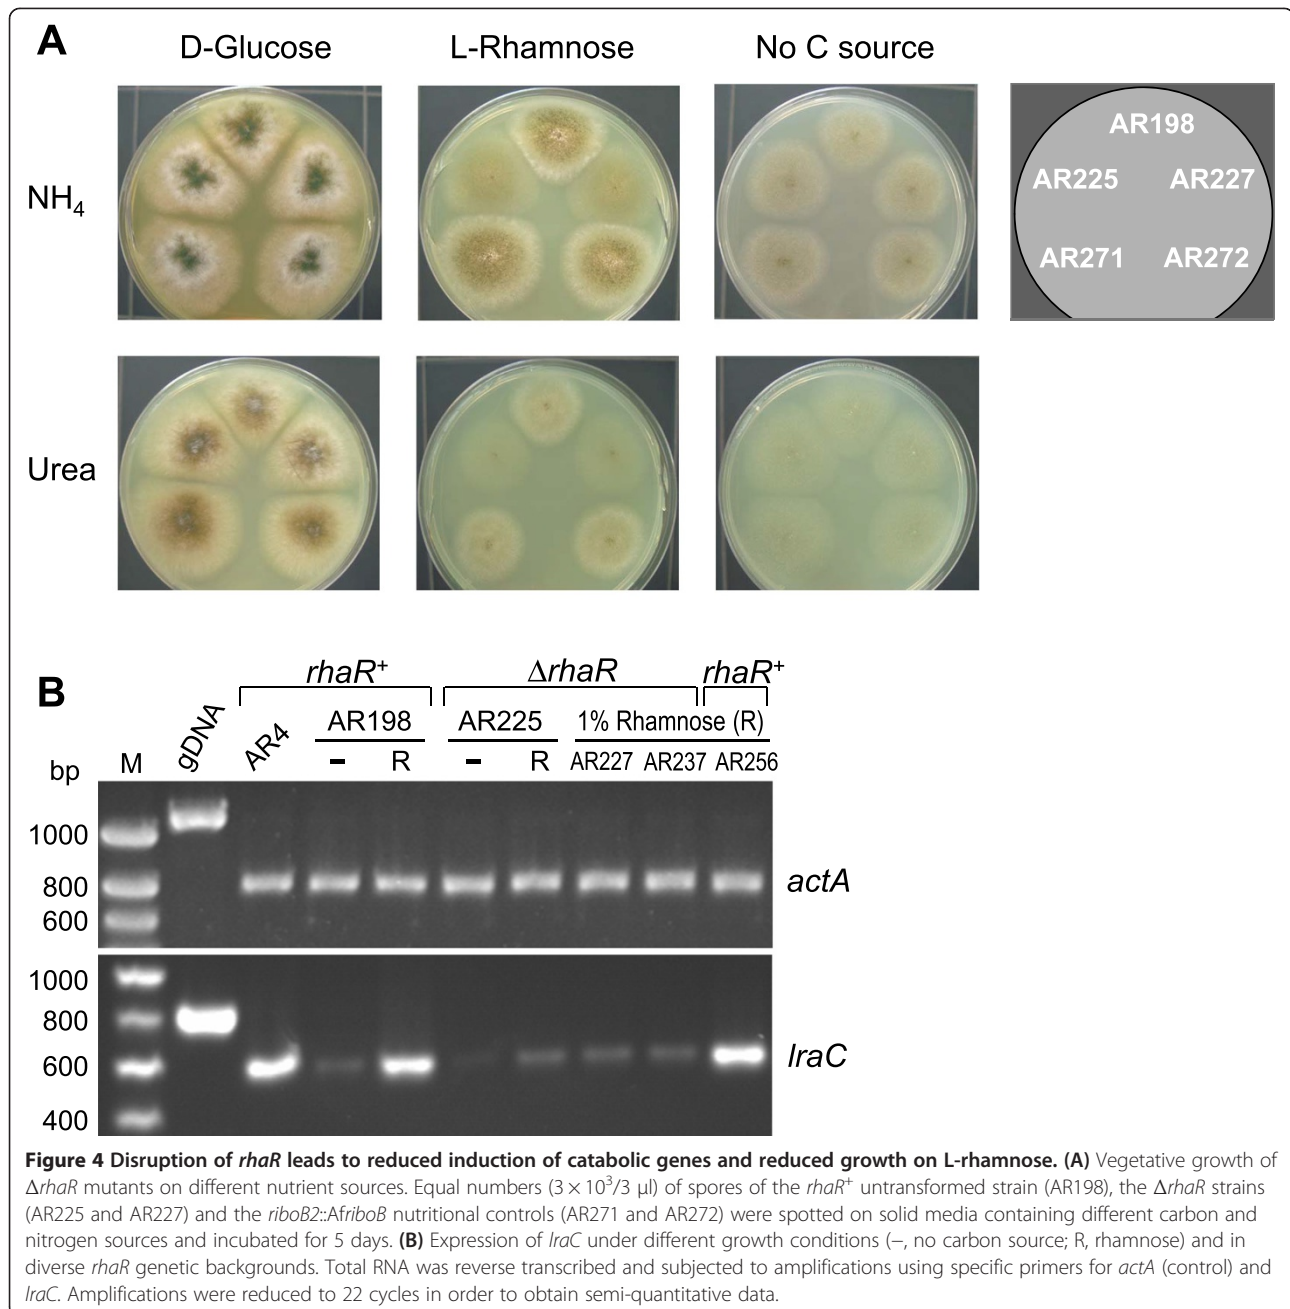 A
D-Glucose L-Rhamnose No C source
NH4
AR198
AR225 AR227
AR271 AR272
Urea
B
rhaR+ ΔrhaR rhaR+
gDNA AR4 AR198 AR225 1% Rhamnose (R)
bp M – R – R AR227 AR237 AR256
1000
800
600
actA
1000
800
600
400
lraC
Figure 4 Disruption of rhaR leads to reduced induction of catabolic genes and reduced growth on L-rhamnose. (A) Vegetative growth of
ΔrhaR mutants on different nutrient sources. Equal numbers (3 × 10³/3 μl) of spores of the rhaR+ untransformed strain (AR198), the ΔrhaR strains
(AR225 and AR227) and the riboB2::AfriboB nutritional controls (AR271 and AR272) were spotted on solid media containing different carbon and
nitrogen sources and incubated for 5 days. (B) Expression of lraC under different growth conditions (−, no carbon source; R, rhamnose) and in
diverse rhaR genetic backgrounds. Total RNA was reverse transcribed and subjected to amplifications using specific primers for actA (control) and
lraC. Amplifications were reduced to 22 cycles in order to obtain semi-quantitative data.